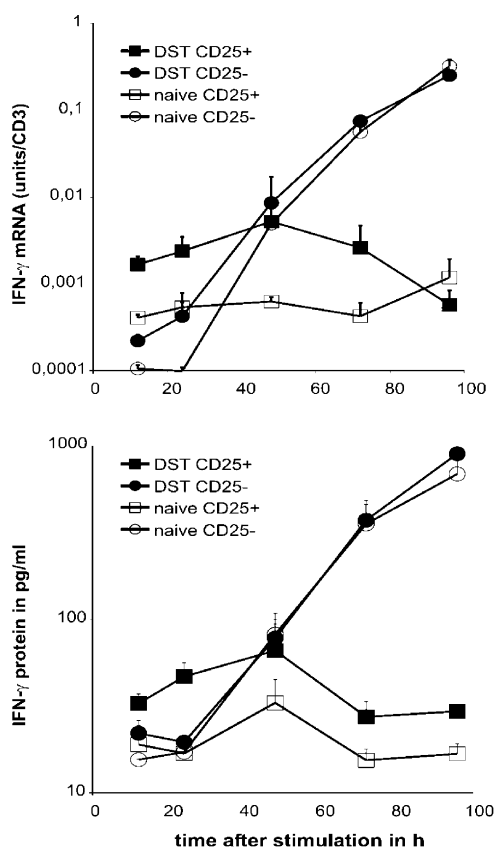 IFN-γ mRNA (units/CD3)
1
0,1
0,01
0,001
0,0001
DST CD25+
DST CD25-
naive CD25+
naive CD25-
0 20 40 60 80 100
IFN-γ protein in pg/ml
1000
100
10
DST CD25+
DST CD25-
naive CD25+
naive CD25-
0 20 40 60 80 100
time after stimulation in h